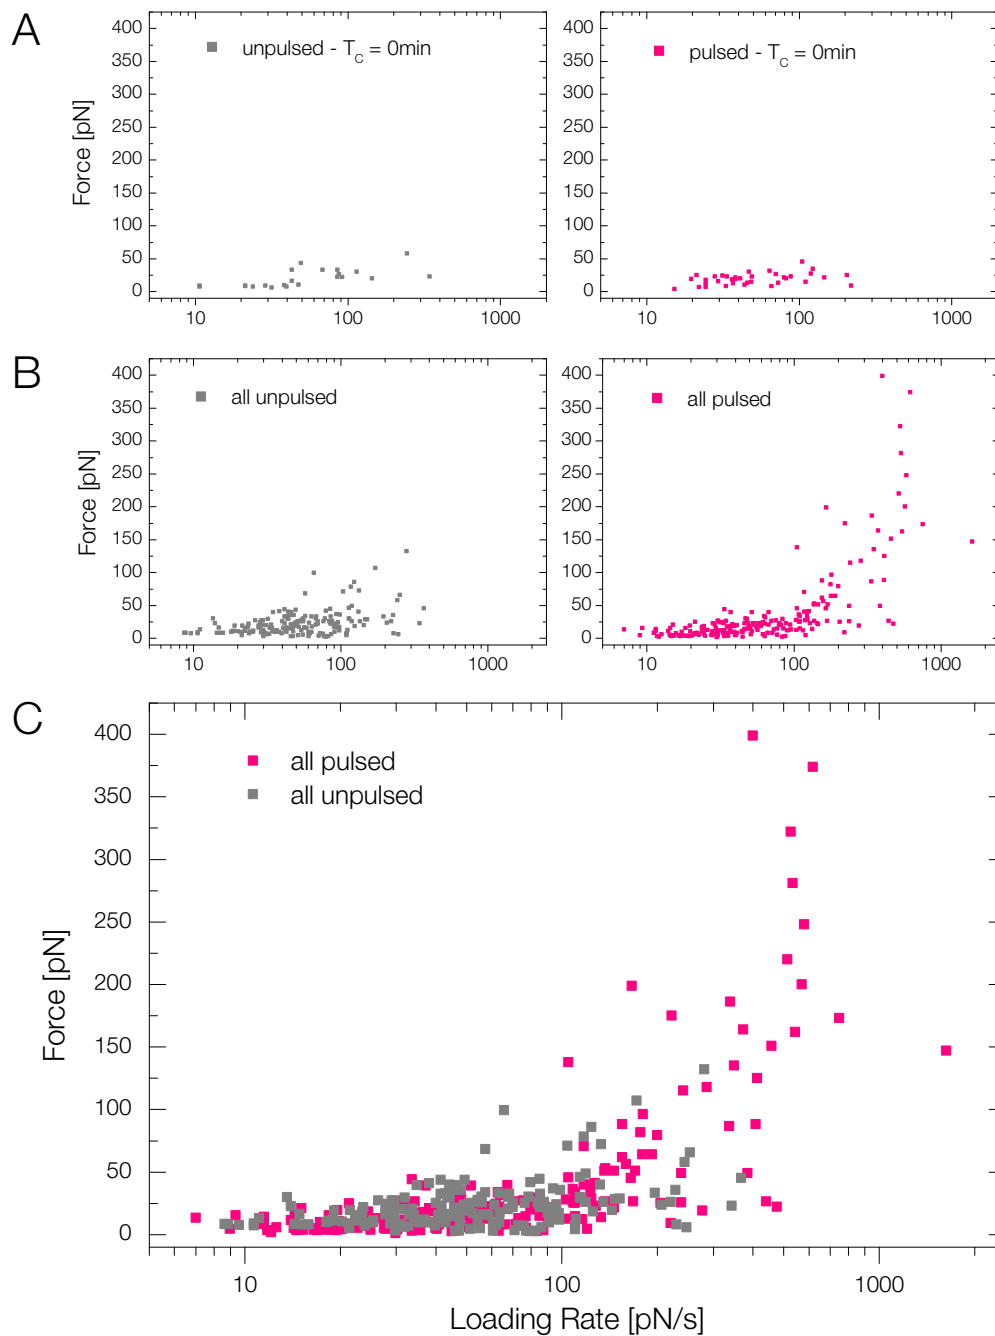 A
Force [pN]
400
350
300
250
200
150
100
50
0
unpulsed - T_C = 0min
10 100 1000
400
350
300
250
200
150
100
50
0
pulsed - T_C = 0min
10 100 1000
B
Force [pN]
400
350
300
250
200
150
100
50
0
all unpulsed
10 100 1000
400
350
300
250
200
150
100
50
0
all pulsed
10 100 1000
C
Force [pN]
400
350
300
250
200
150
100
50
0
all pulsed
all unpulsed
10 100 1000
Loading Rate [pN/s]